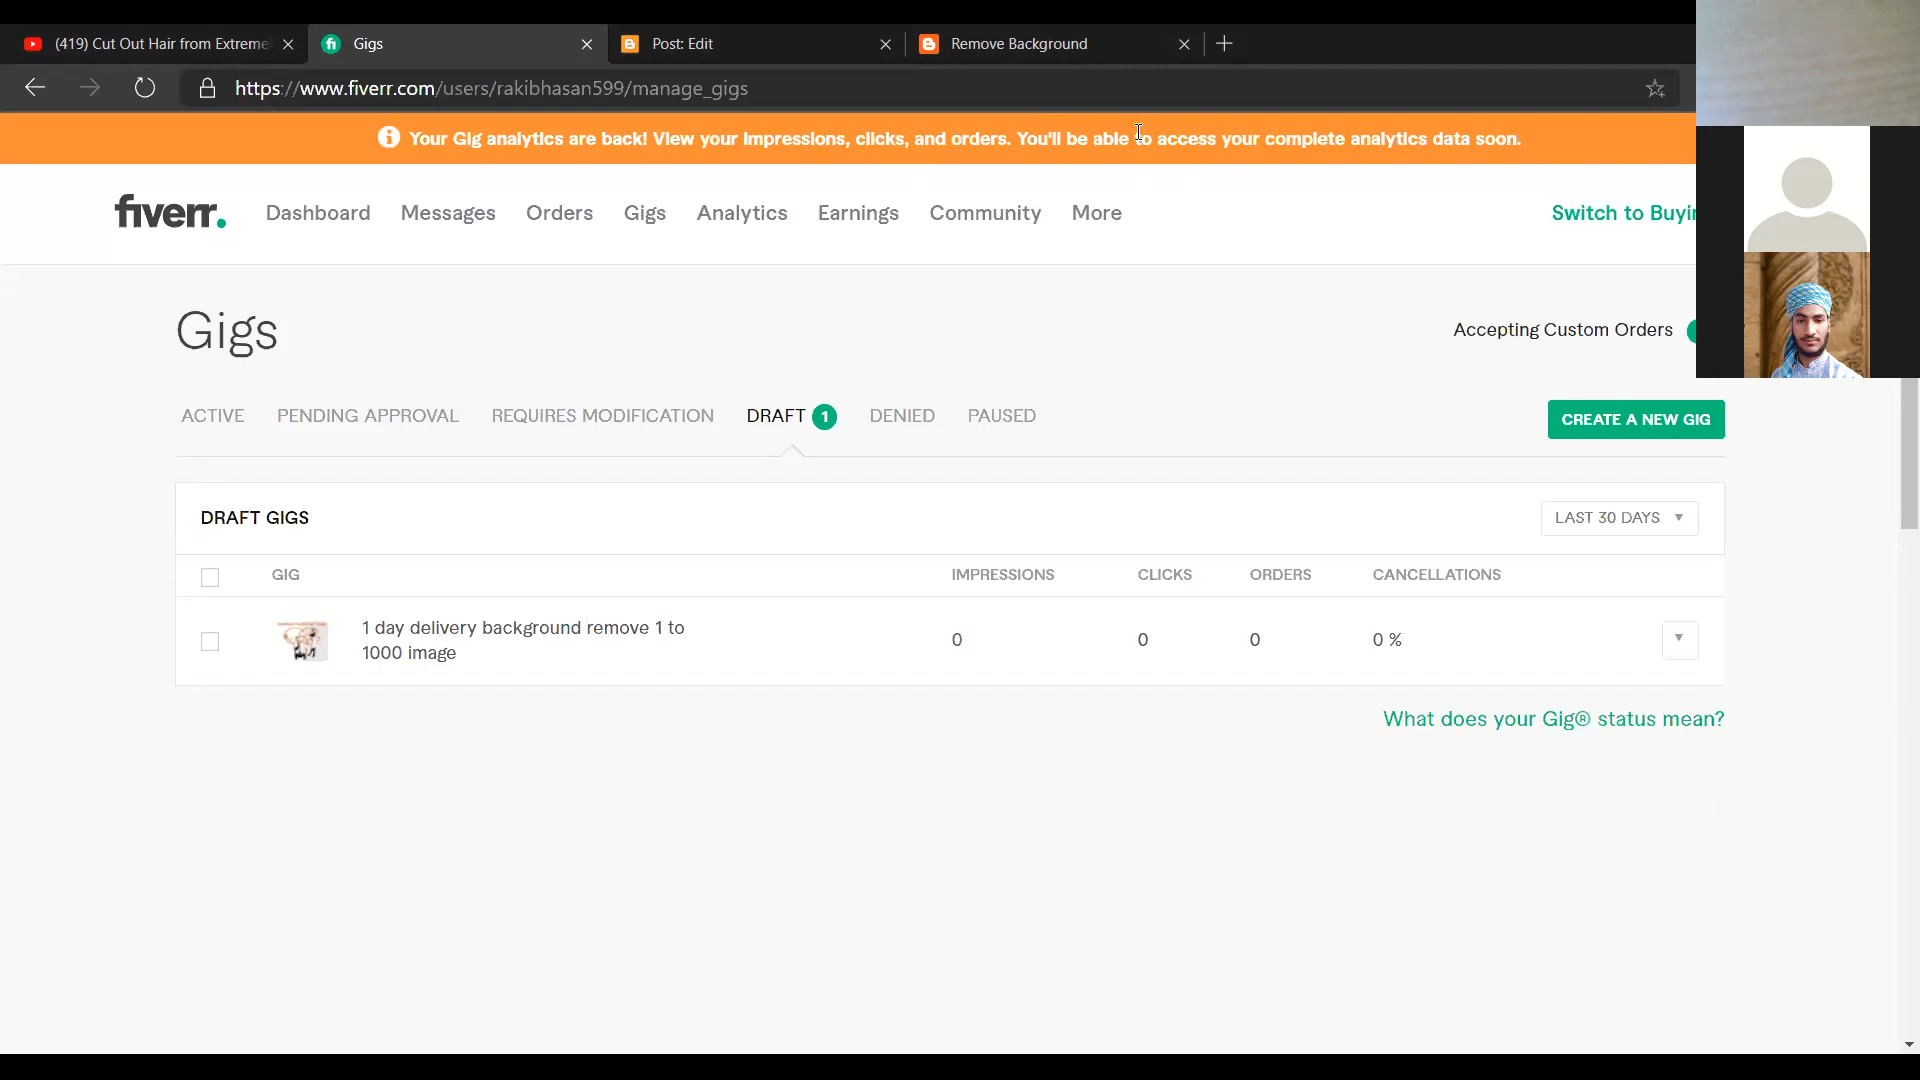 (419) Cut Out Hair from Extreme
Gigs
Post: Edit
Remove Background
https://www.fiverr.com/users/rakibhasan599/manage_gigs
Your Gig analytics are back! View your impressions, clicks, and orders. You'll be able to access your complete analytics data soon.
fiverr.
Dashboard
Messages
Orders
Gigs
Analytics
Earnings
Community
More
Switch to Buyin
Gigs
Accepting Custom Orders
ACTIVE
PENDING APPROVAL
REQUIRES MODIFICATION
DRAFT 1
DENIED
PAUSED
CREATE A NEW GIG
DRAFT GIGS
LAST 30 DAYS
GIG
IMPRESSIONS
CLICKS
ORDERS
CANCELLATIONS
1 day delivery background remove 1 to
1000 image
0
0
0
0 %
What does your Gig® status mean?